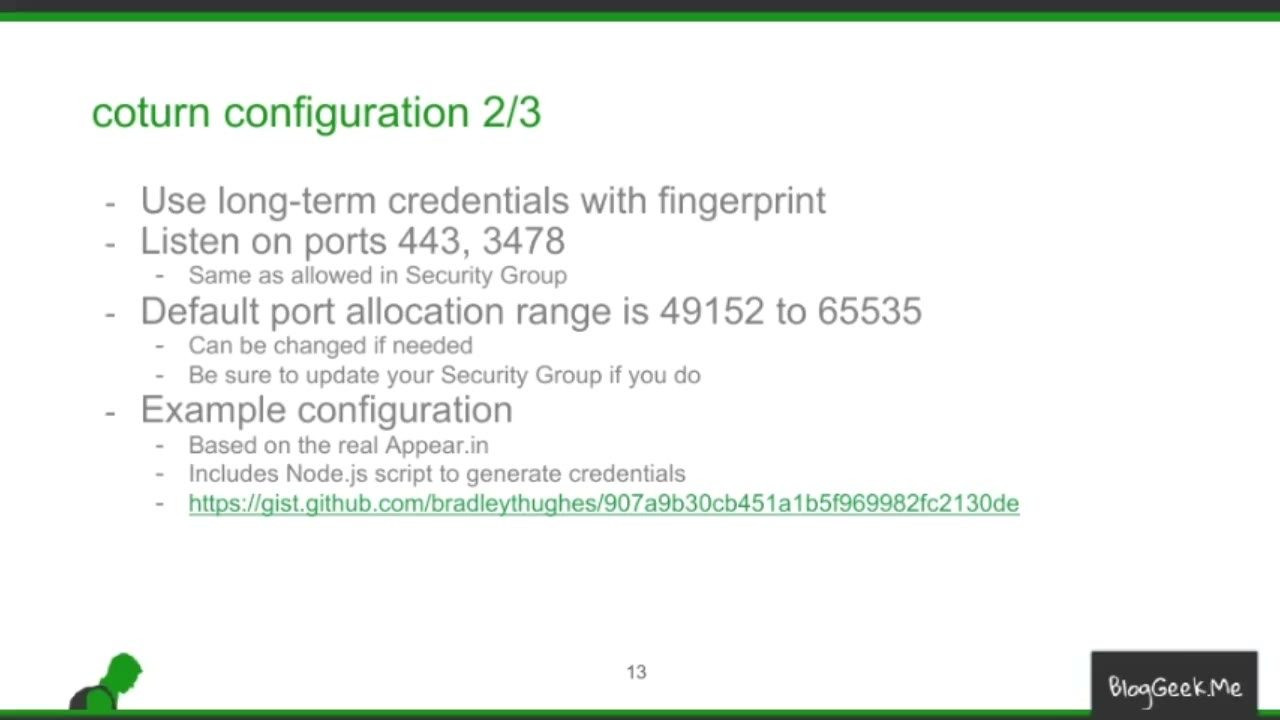 coturn configuration 2/3
- Use long-term credentials with fingerprint
- Listen on ports 443, 3478
- Same as allowed in Security Group
- Default port allocation range is 49152 to 65535
- Can be changed if needed
- Be sure to update your Security Group if you do
- Example configuration
- Based on the real Appear.in
- Includes Node.js script to generate credentials
- https://gist.github.com/bradleythughes/907a9b30cb451a1b5f969982fc2130de
13
BlogGeek.Me